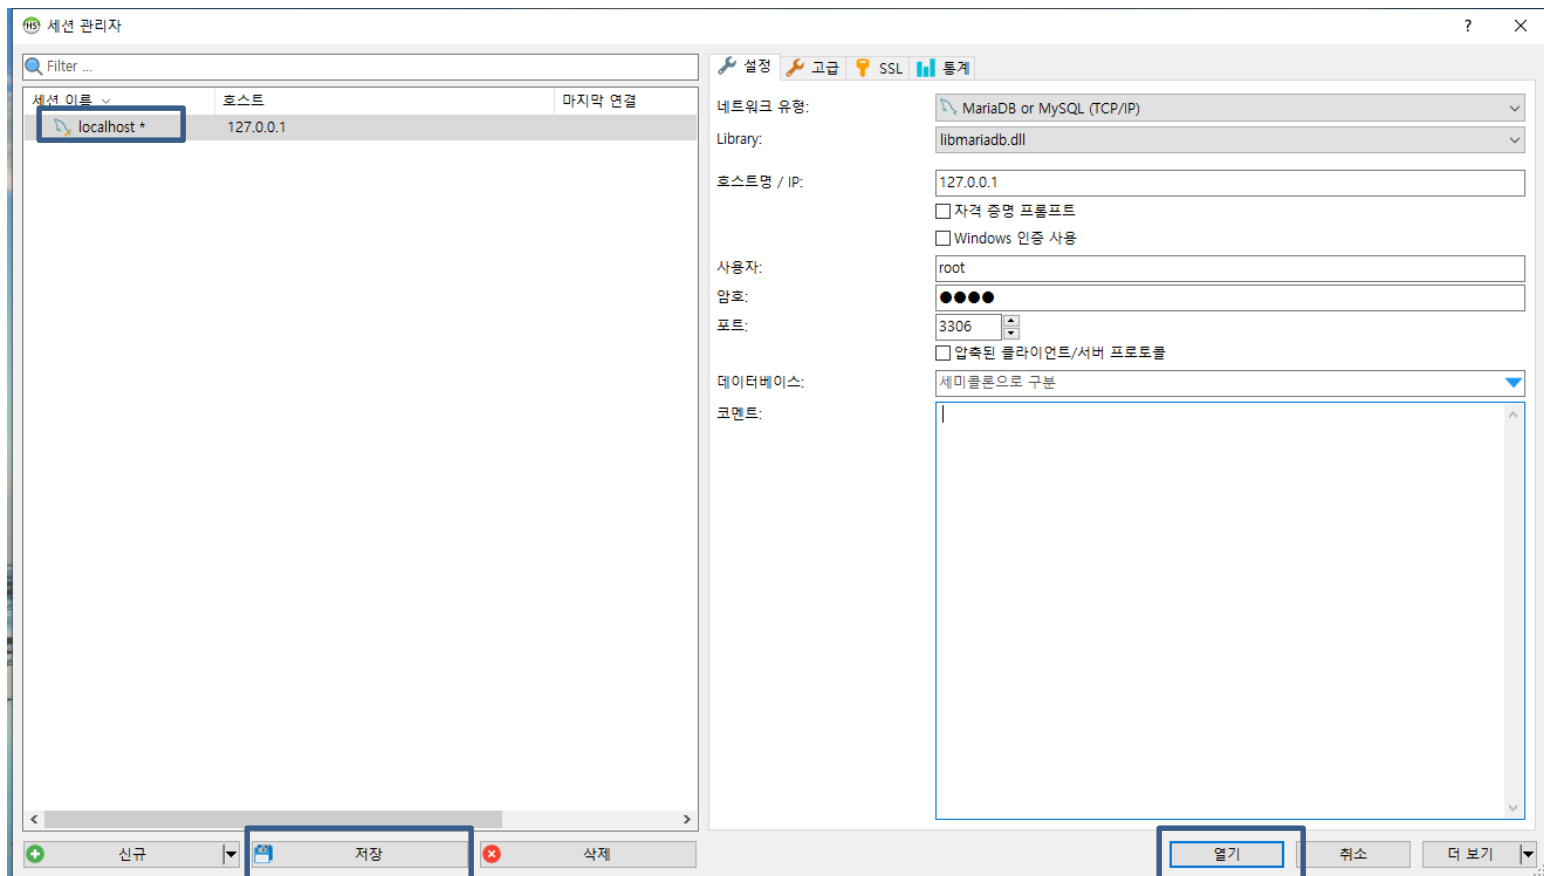 세션 관리자
Filter ...
세션 이름 호스트 마지막 연결
localhost * 127.0.0.1
신규 저장 삭제
설정 고급 SSL 통계
네트워크 유형: MariaDB or MySQL (TCP/IP)
Library: libmariadb.dll
호스트명 / IP: 127.0.0.1
자격 증명 프롬프트
Windows 인증 사용
사용자: root
암호: ●●●●
포트: 3306
압축된 클라이언트/서버 프로토콜
데이터베이스: 세미콜론으로 구분
코멘트:
열기 취소 더 보기